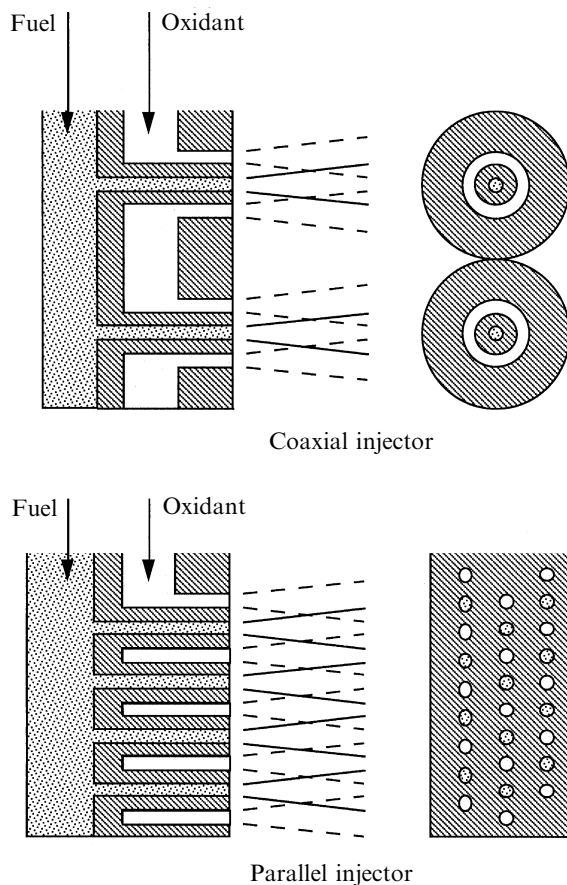 Fuel
Oxidant
Coaxial injector
Fuel
Oxidant
Parallel injector